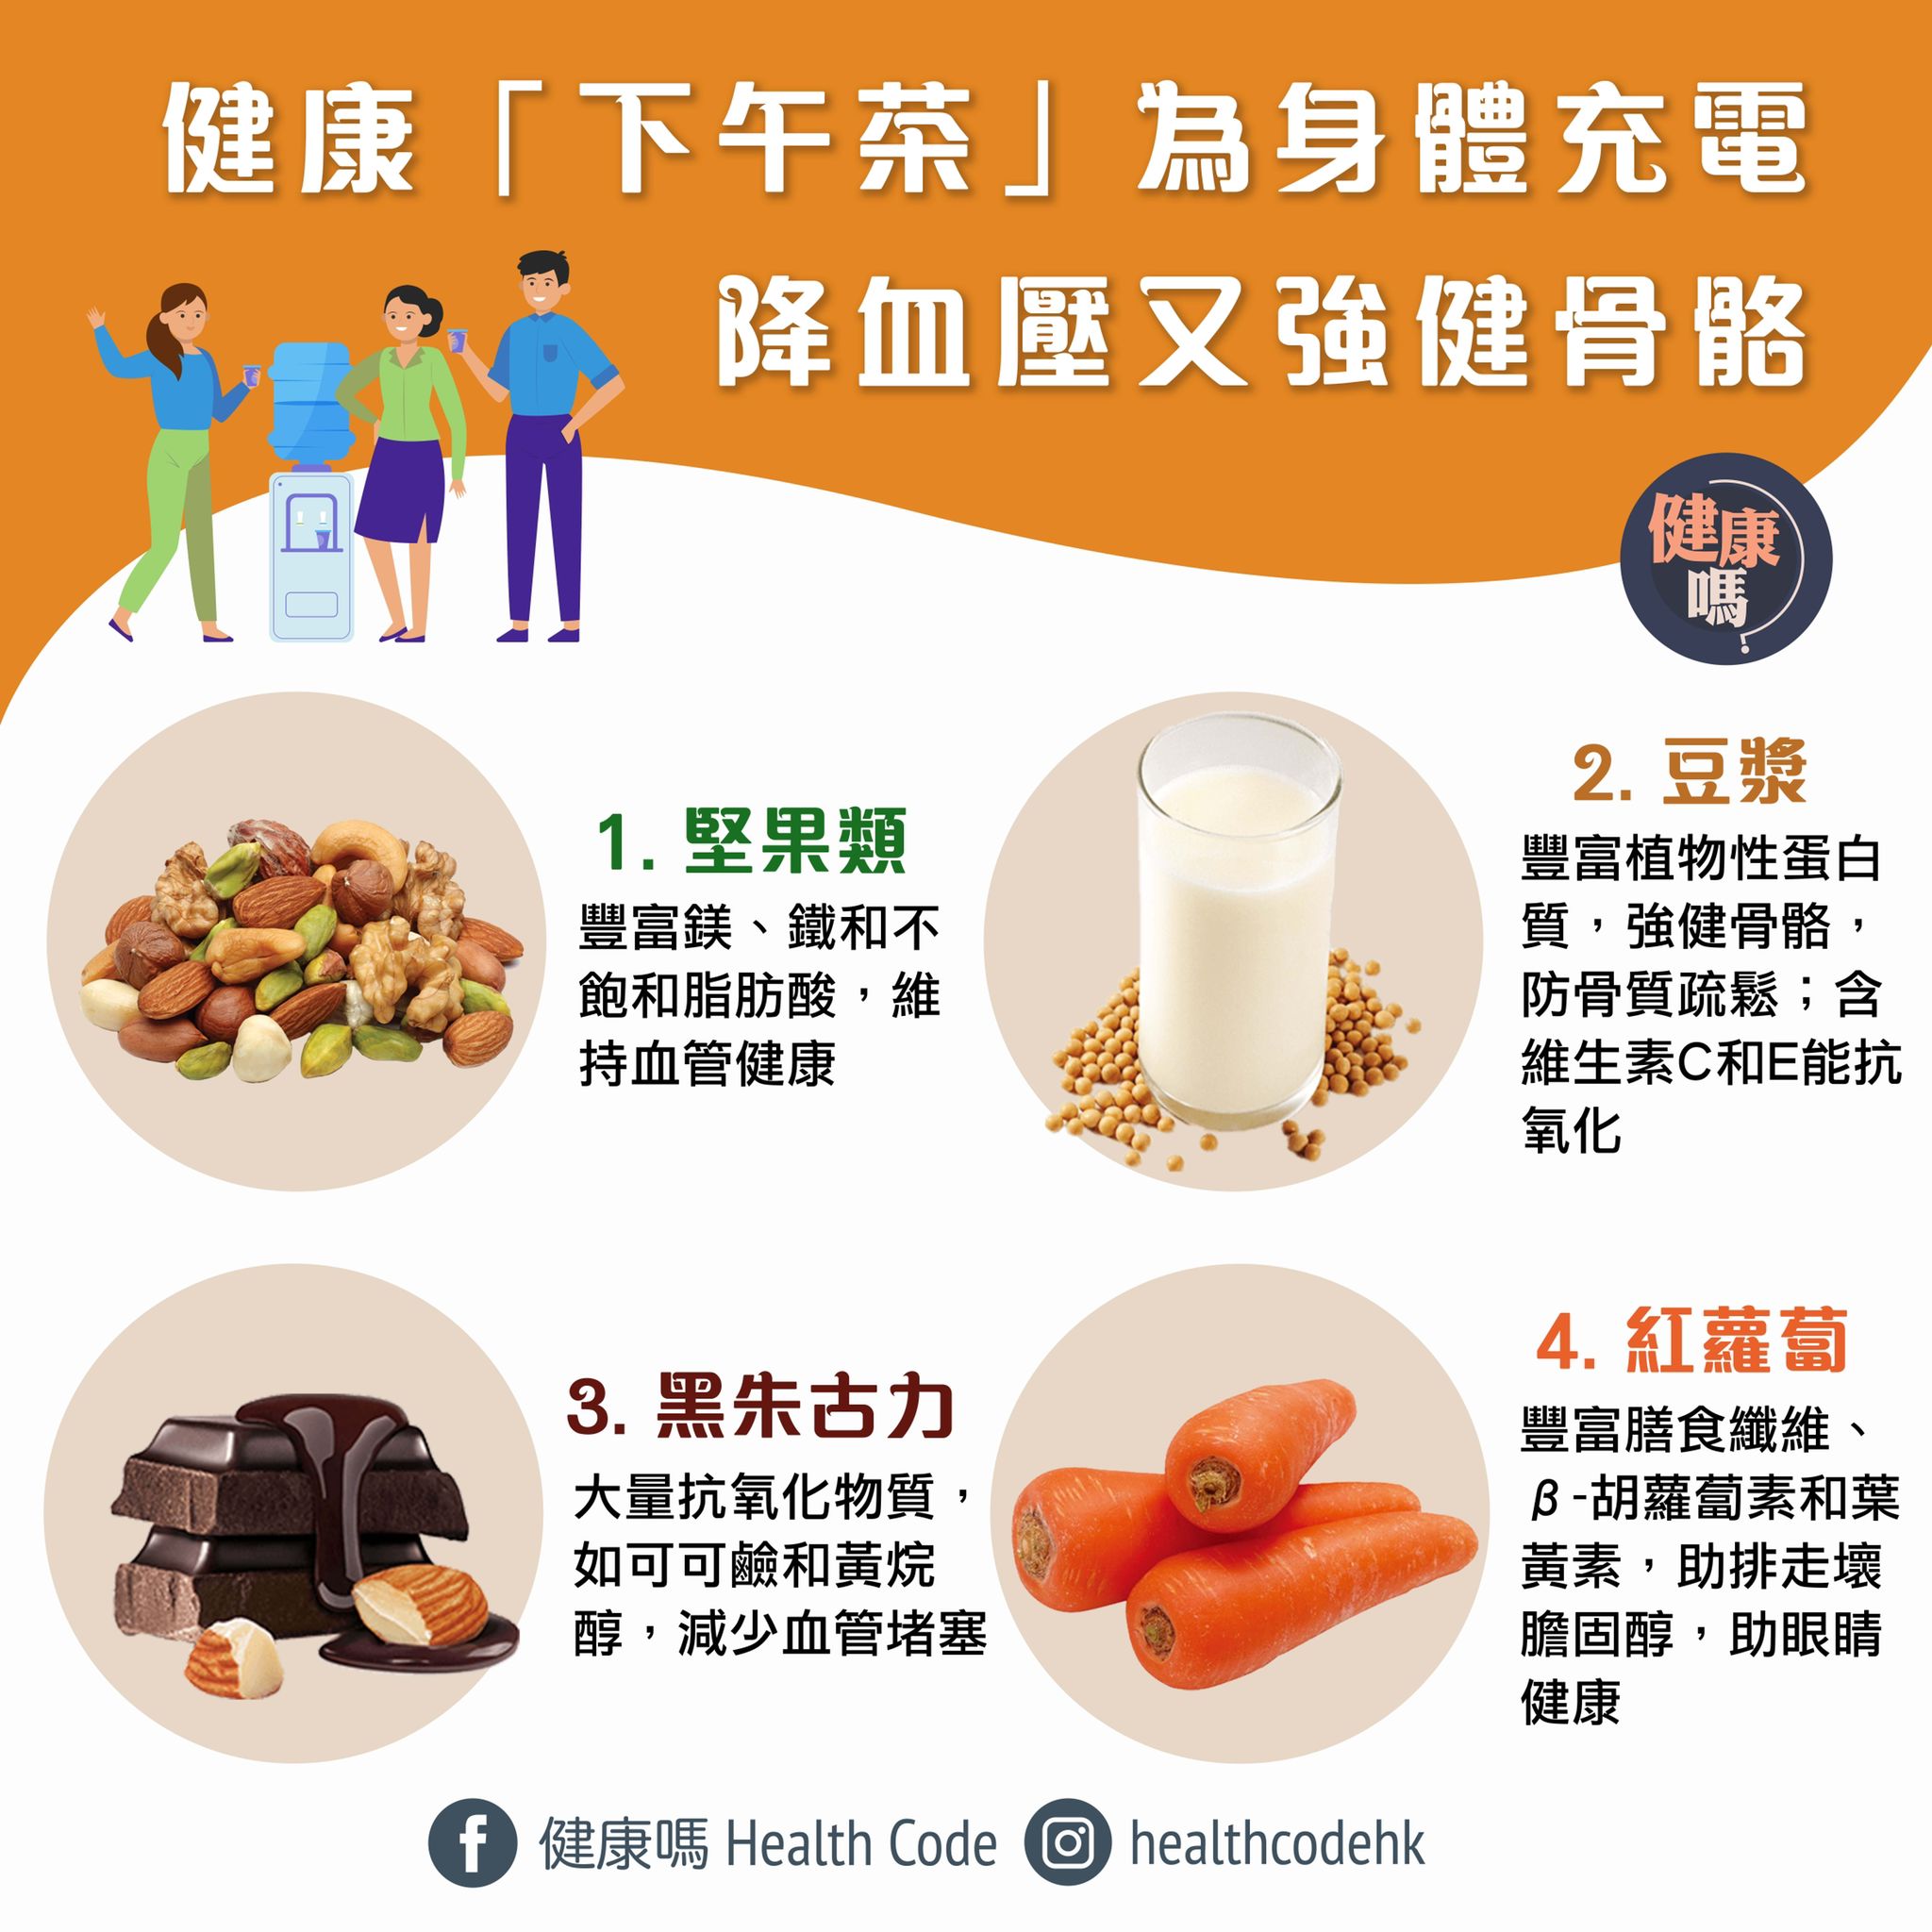 健康「下午茶」為身體充電
降血壓又強健骨骼
健康
嗎?
1. 堅果類
豐富鎂、鐵和不
飽和脂肪酸，維
持血管健康
2. 豆漿
豐富植物性蛋白
質，強健骨骼，
防骨質疏鬆；含
維生素C和E能抗
氧化
3. 黑朱古力
大量抗氧化物質，
如可可鹼和黃烷
醇，減少血管堵塞
4. 紅蘿蔔
豐富膳食纖維、
β-胡蘿蔔素和葉
黃素，助排走壞
膽固醇，助眼睛
健康
健康嗎 Health Code healthcodehk